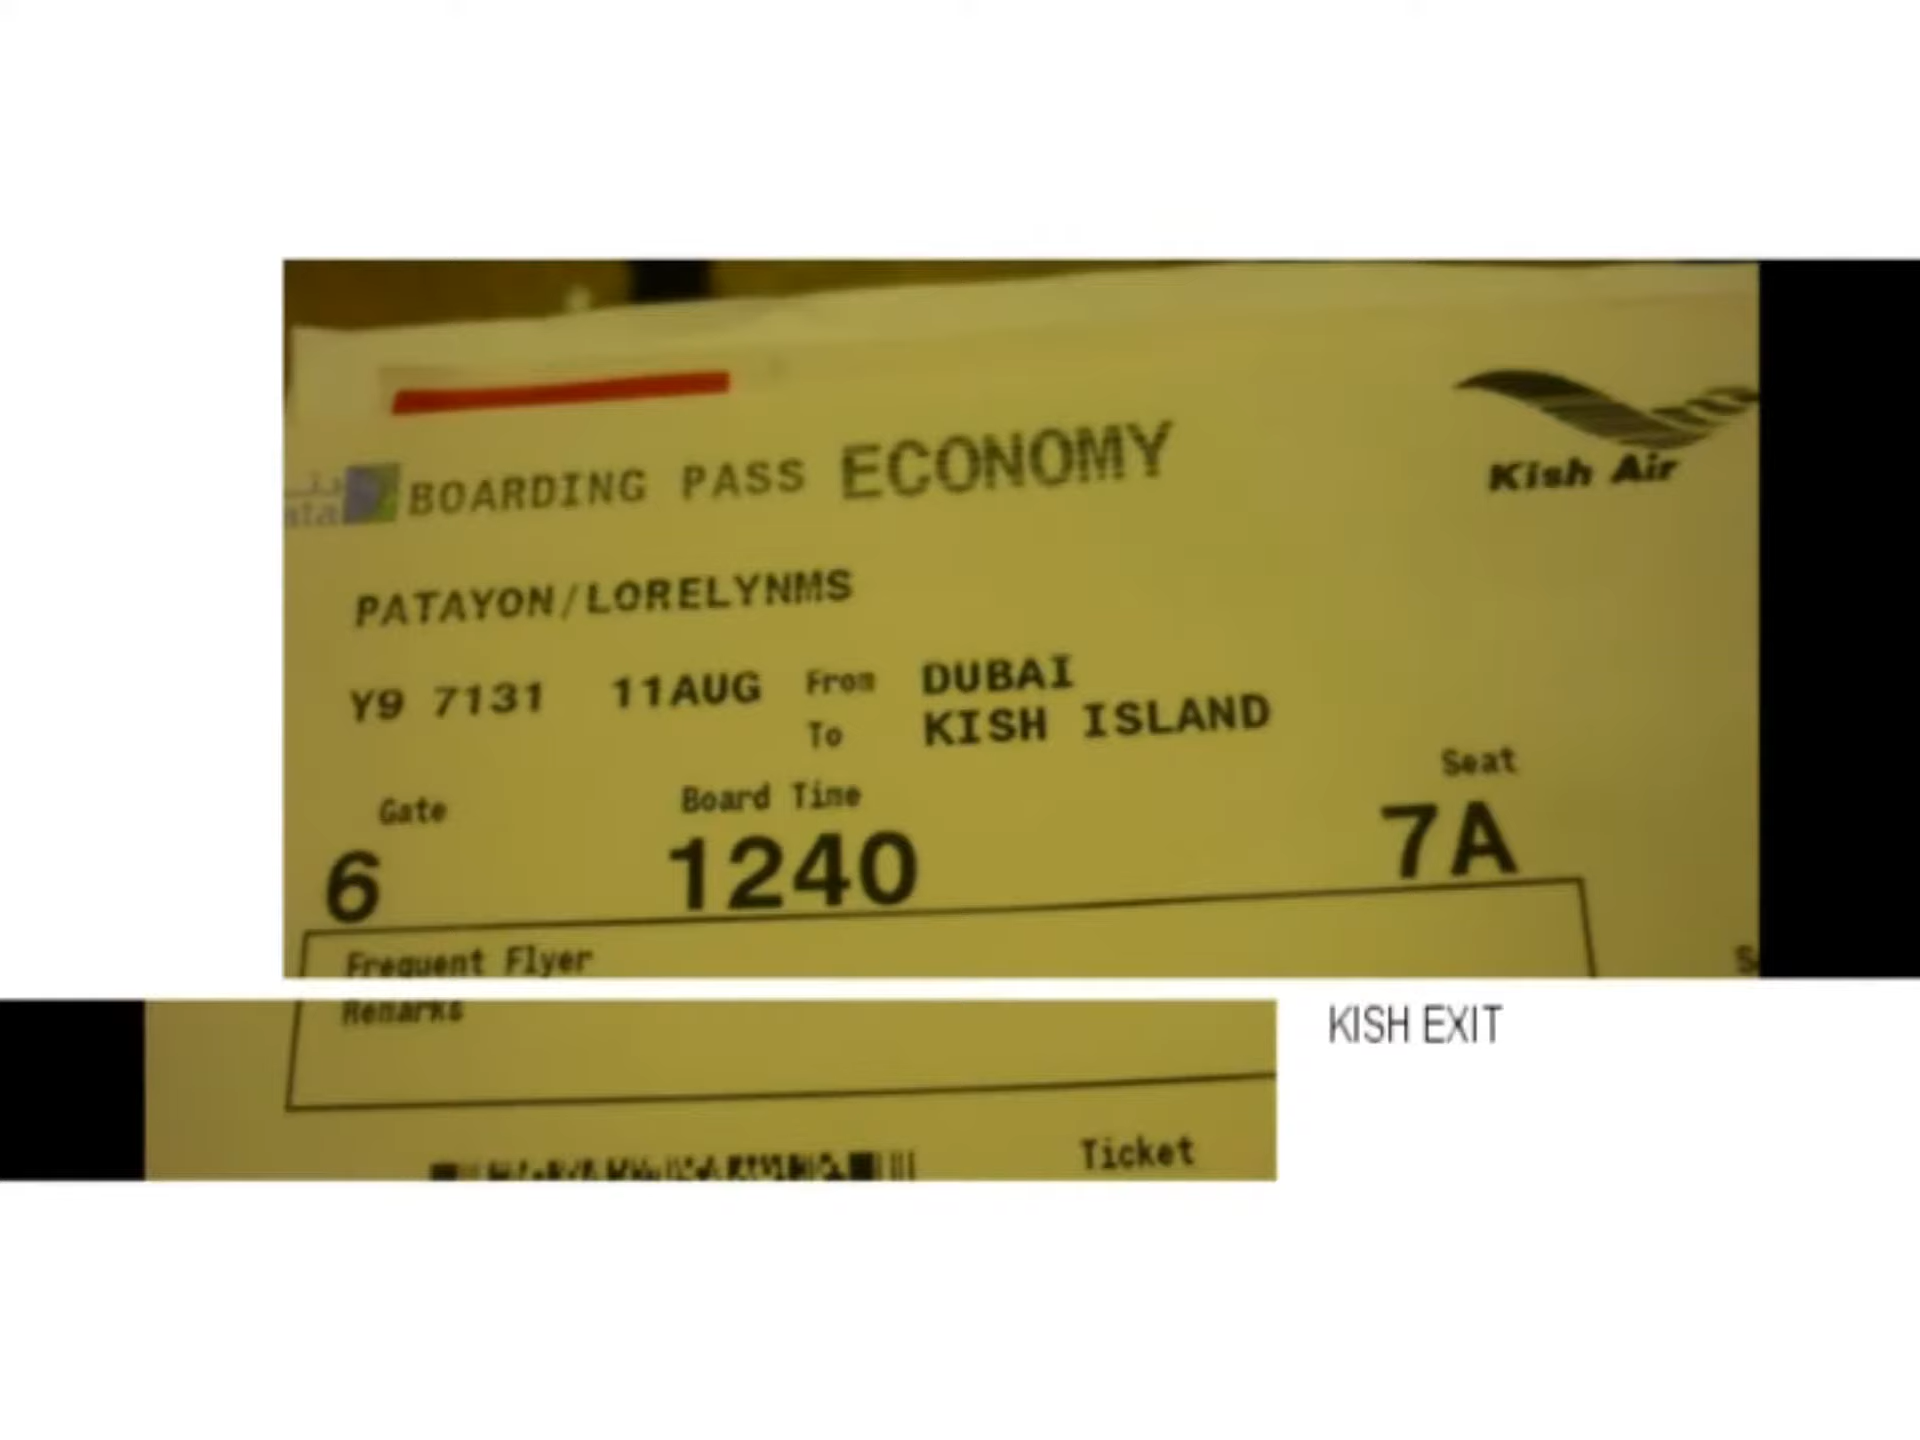 BOARDING PASS ECONOMY
Kish Air
PATAYON/LORELYNMS
Y9 7131 11AUG From DUBAI
To KISH ISLAND
Gate Board Time Seat
6 1240 7A
Frequent Flyer
Remarks
KISH EXIT
Ticket